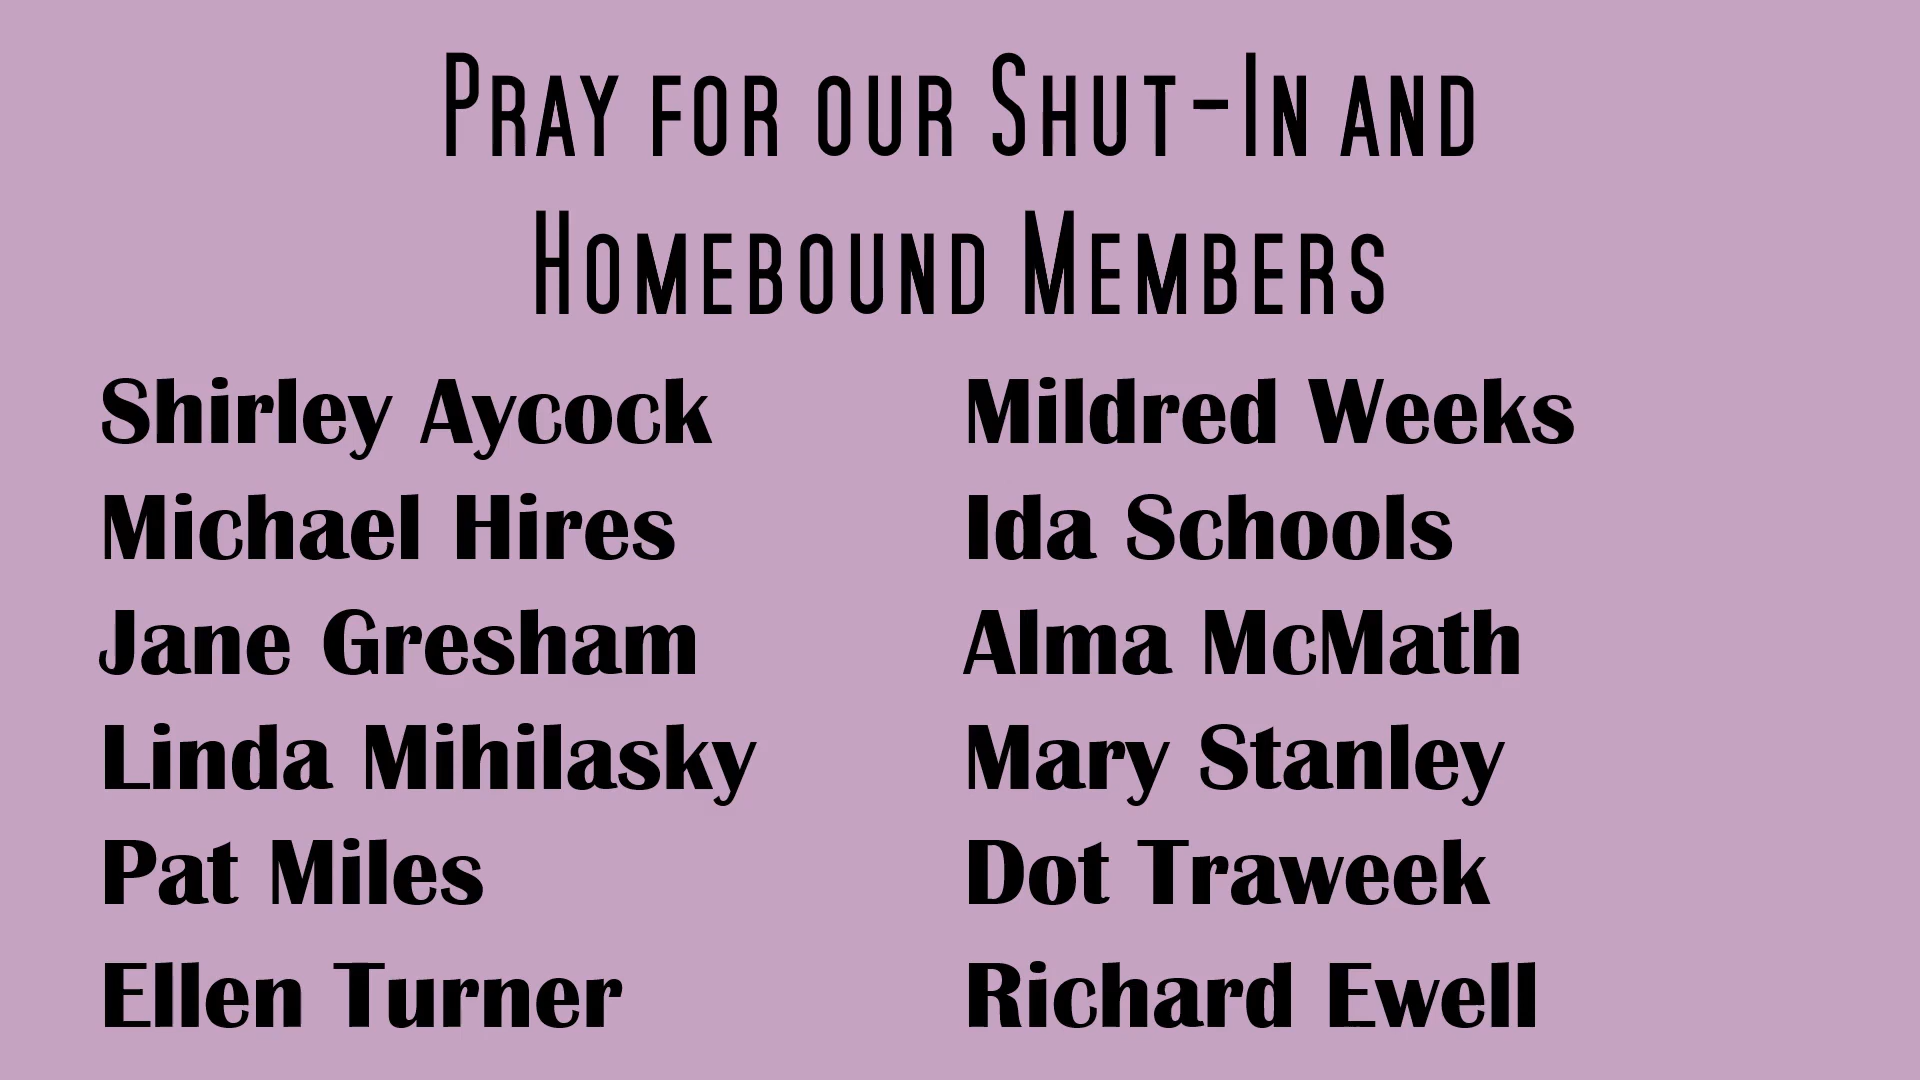 Pray for our Shut-In and
Homebound Members
Shirley Aycock
Michael Hires
Jane Gresham
Linda Mihilasky
Pat Miles
Ellen Turner
Mildred Weeks
Ida Schools
Alma McMath
Mary Stanley
Dot Traweek
Richard Ewell